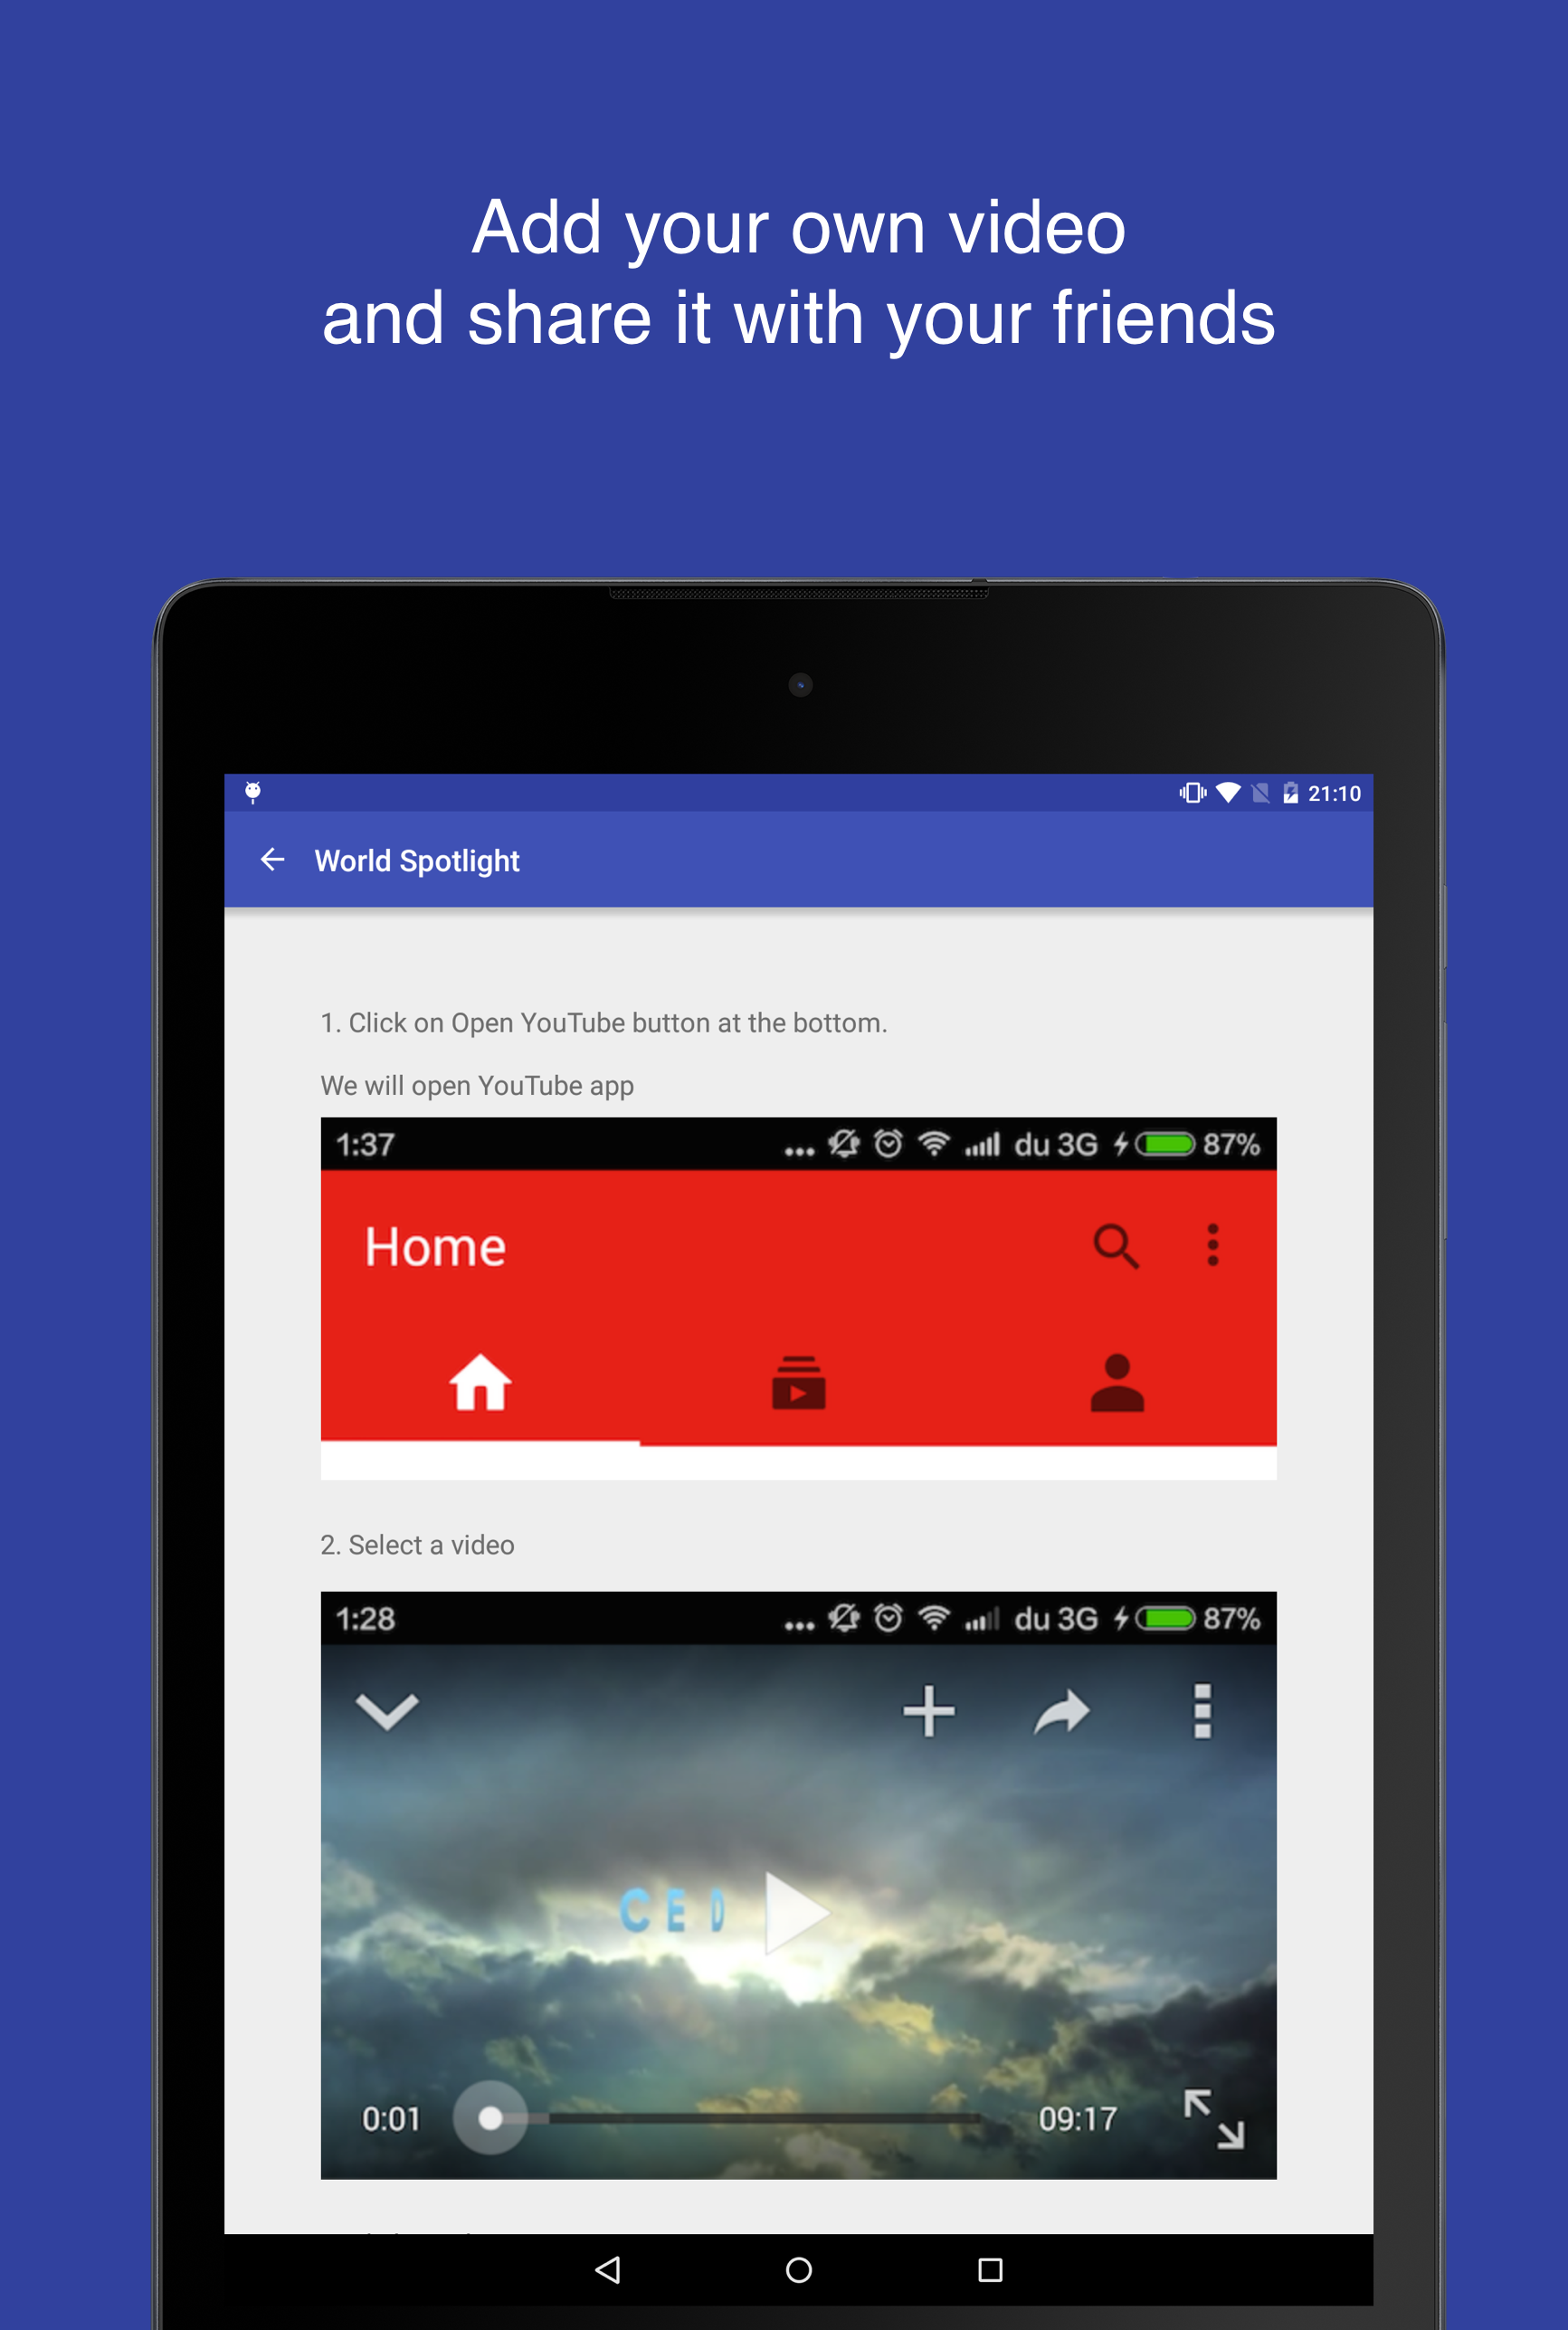 Add your own video
and share it with your friends
21:10
World Spotlight
1. Click on Open YouTube button at the bottom.
We will open YouTube app
1:37 ... du 3G 87%
Home
2. Select a video
1:28 ... du 3G 87%
C E D
0:01 09:17